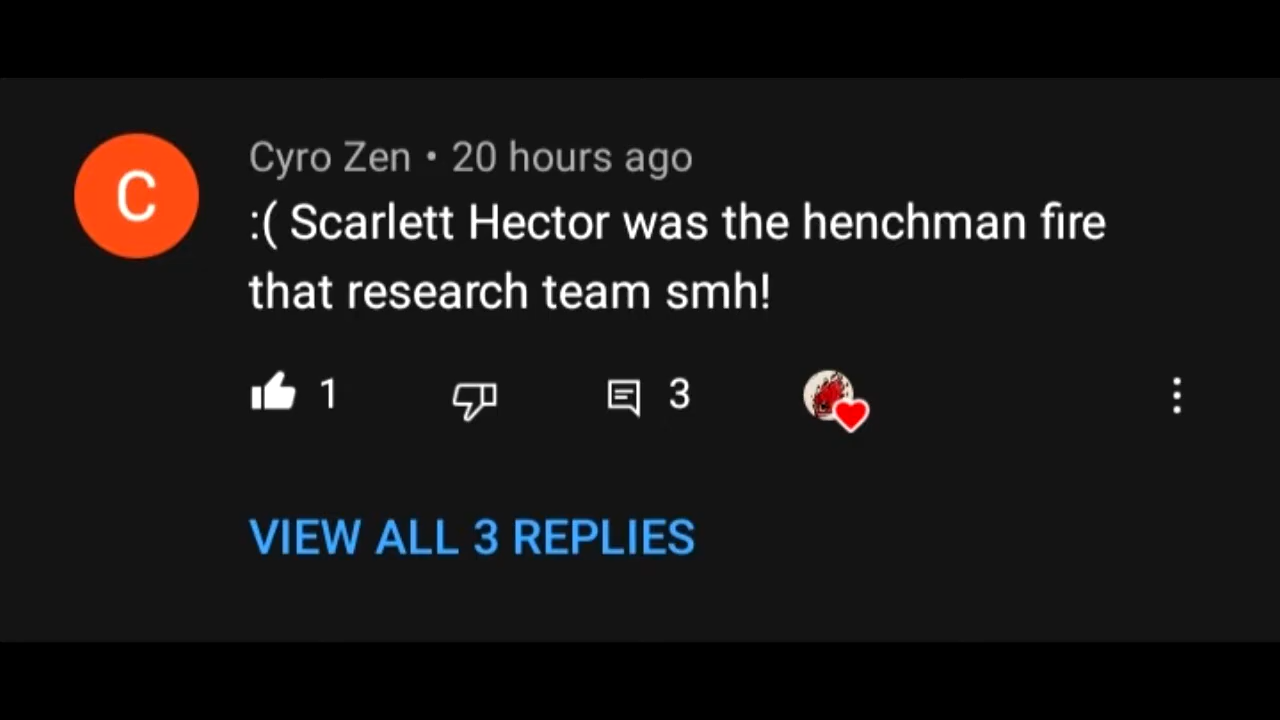 C
Cyro Zen • 20 hours ago
:( Scarlett Hector was the henchman fire
that research team smh!
1
3
VIEW ALL 3 REPLIES